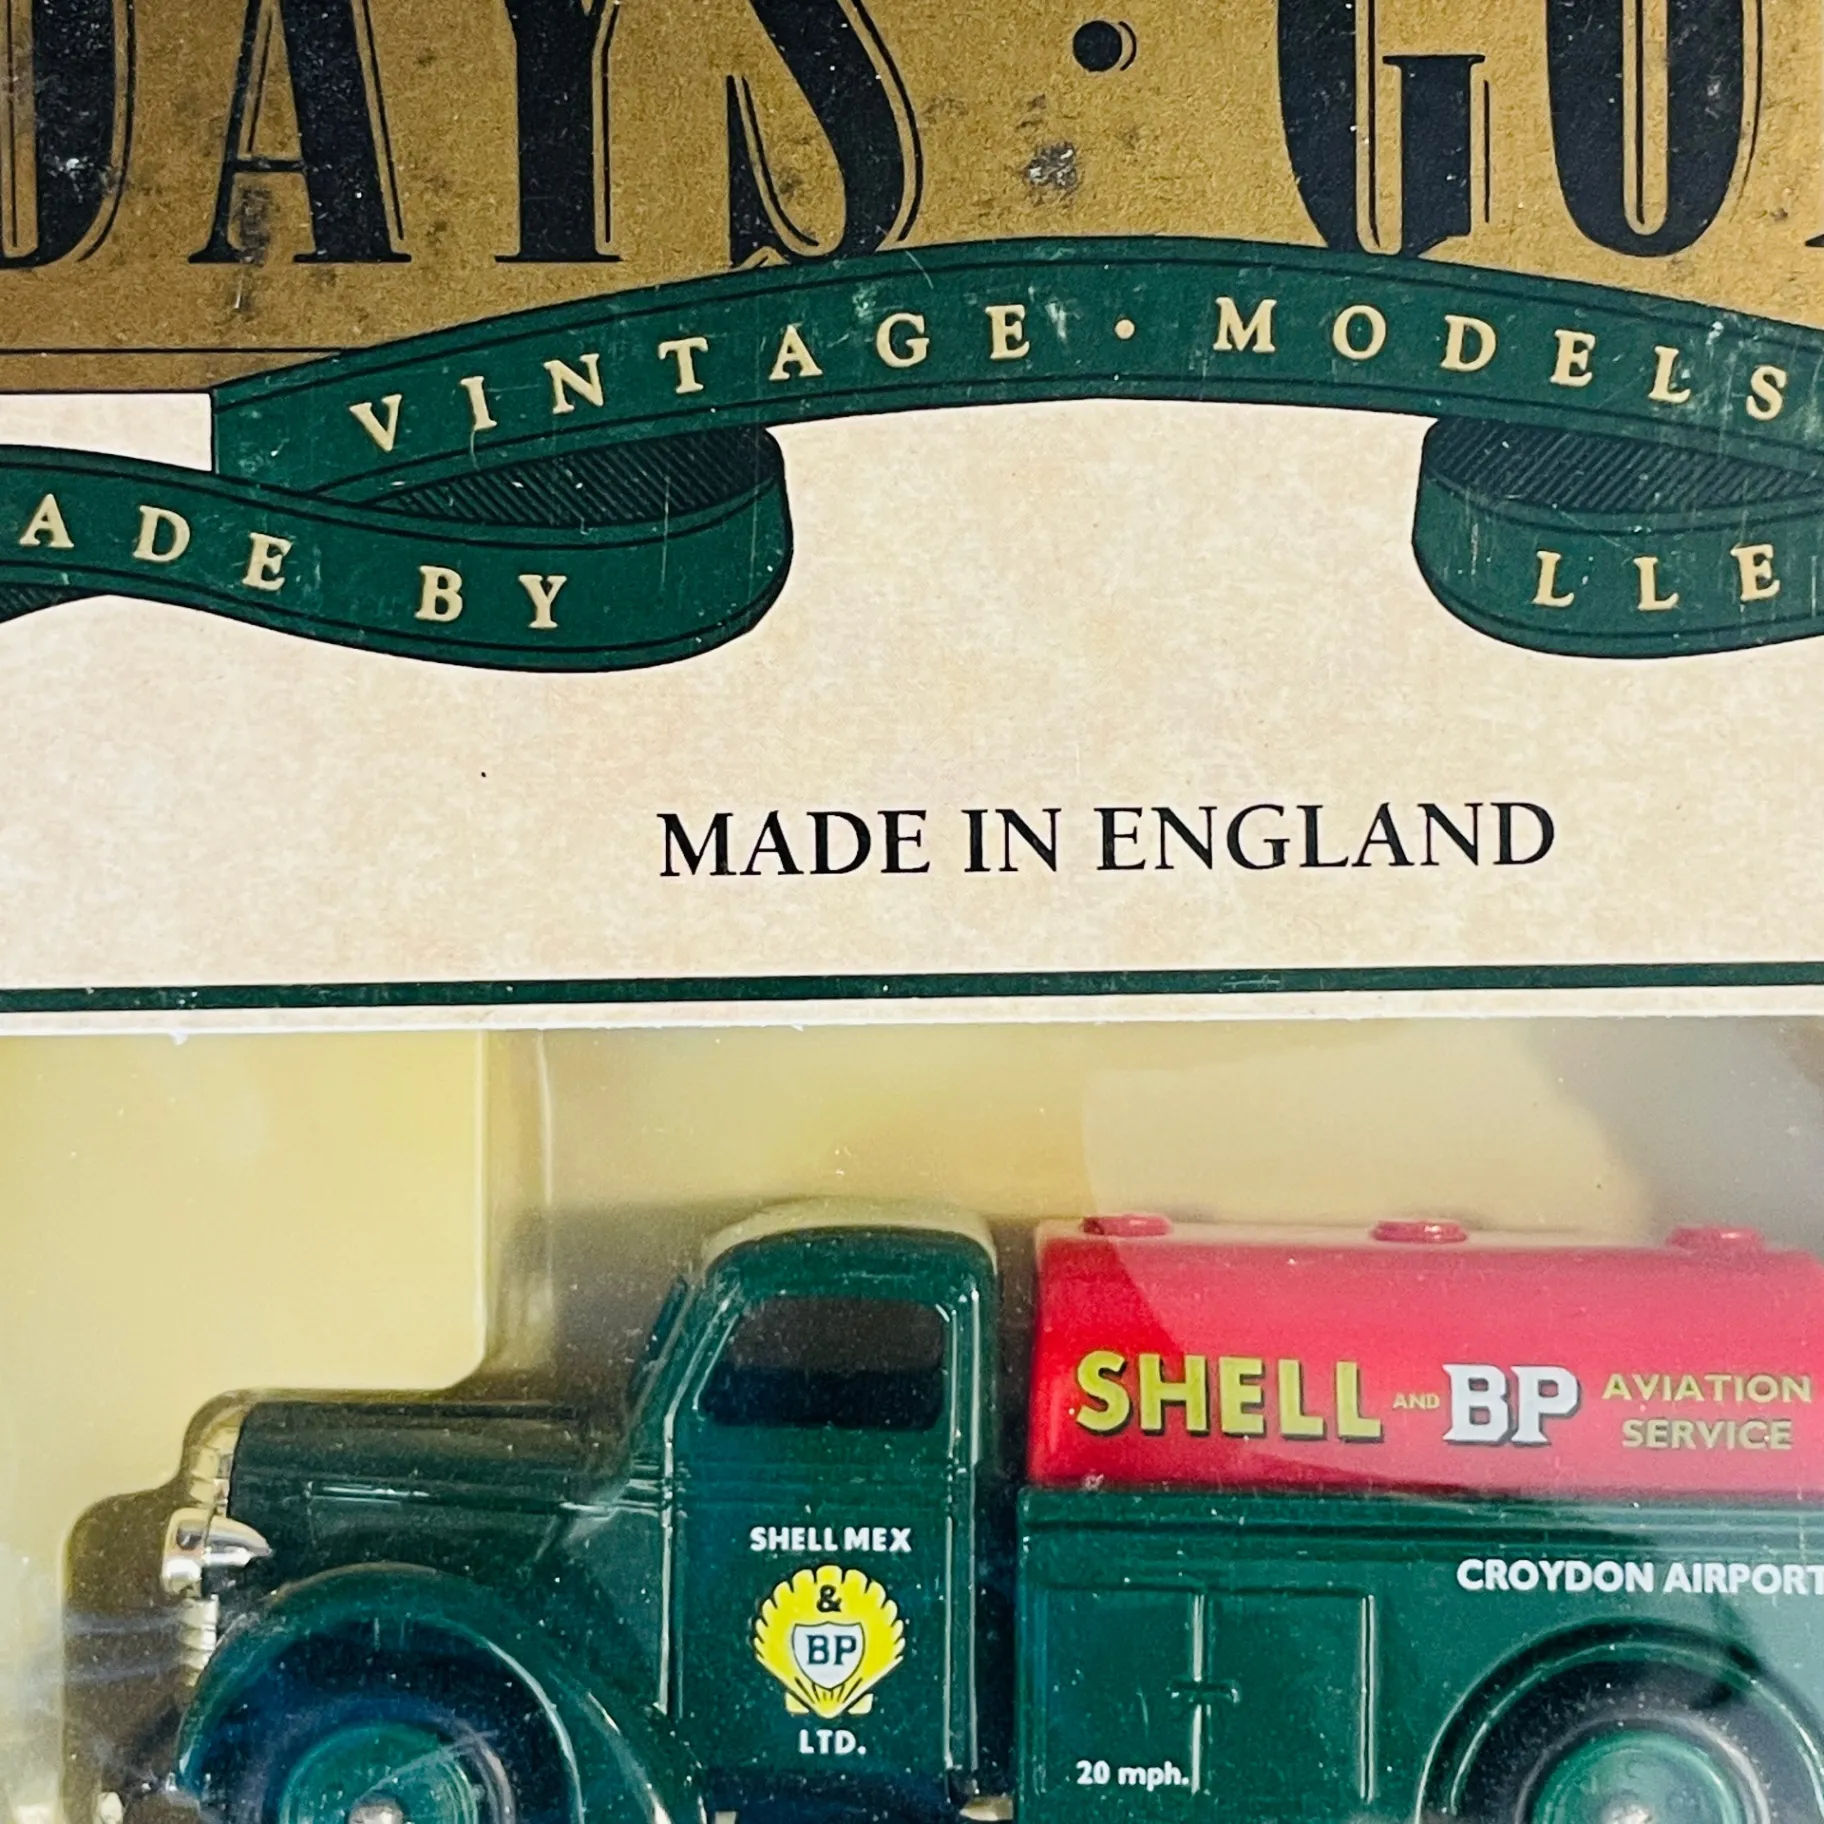 DAYS · GO
VINTAGE · MODELS
ADE BY
LLE
MADE IN ENGLAND
SHELL AND BP AVIATION
SERVICE
SHELL MEX
&
BP
LTD.
CROYDON AIRPORT
20 mph.